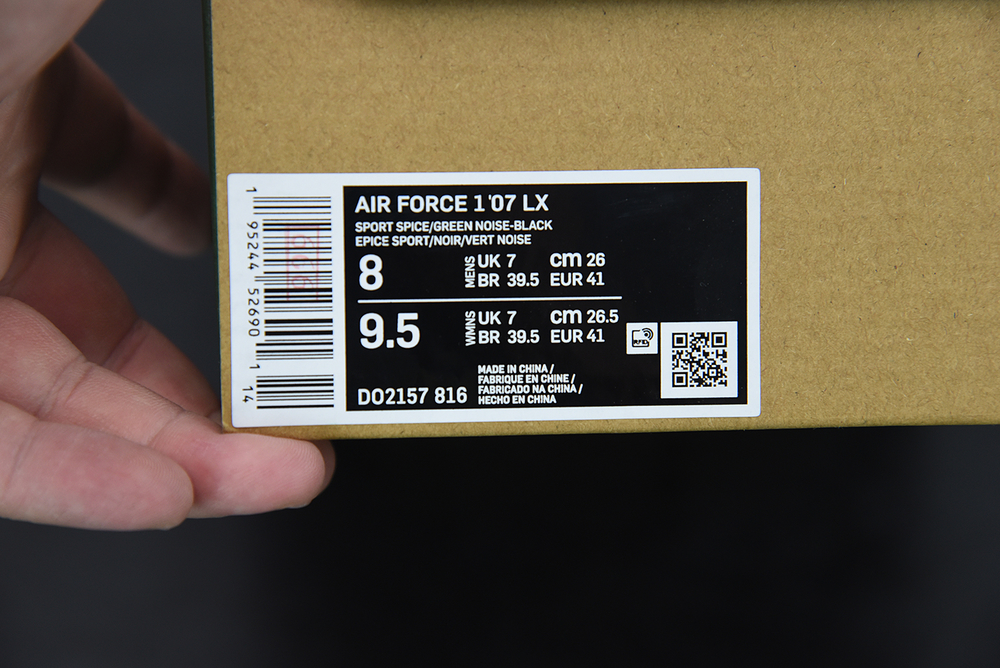 AIR FORCE 1 '07 LX
SPORT SPICE/GREEN NOISE-BLACK
EPICE SPORT/NOIR/VERT NOISE
8 MENS UK 7 cm 26
BR 39.5 EUR 41
9.5 WMNS UK 7 cm 26.5
BR 39.5 EUR 41
DO2157 816
MADE IN CHINA /
FABRIQUE EN CHINE /
FABRICADO NA CHINA /
HECHO EN CHINA
1 95244 52690 1 14